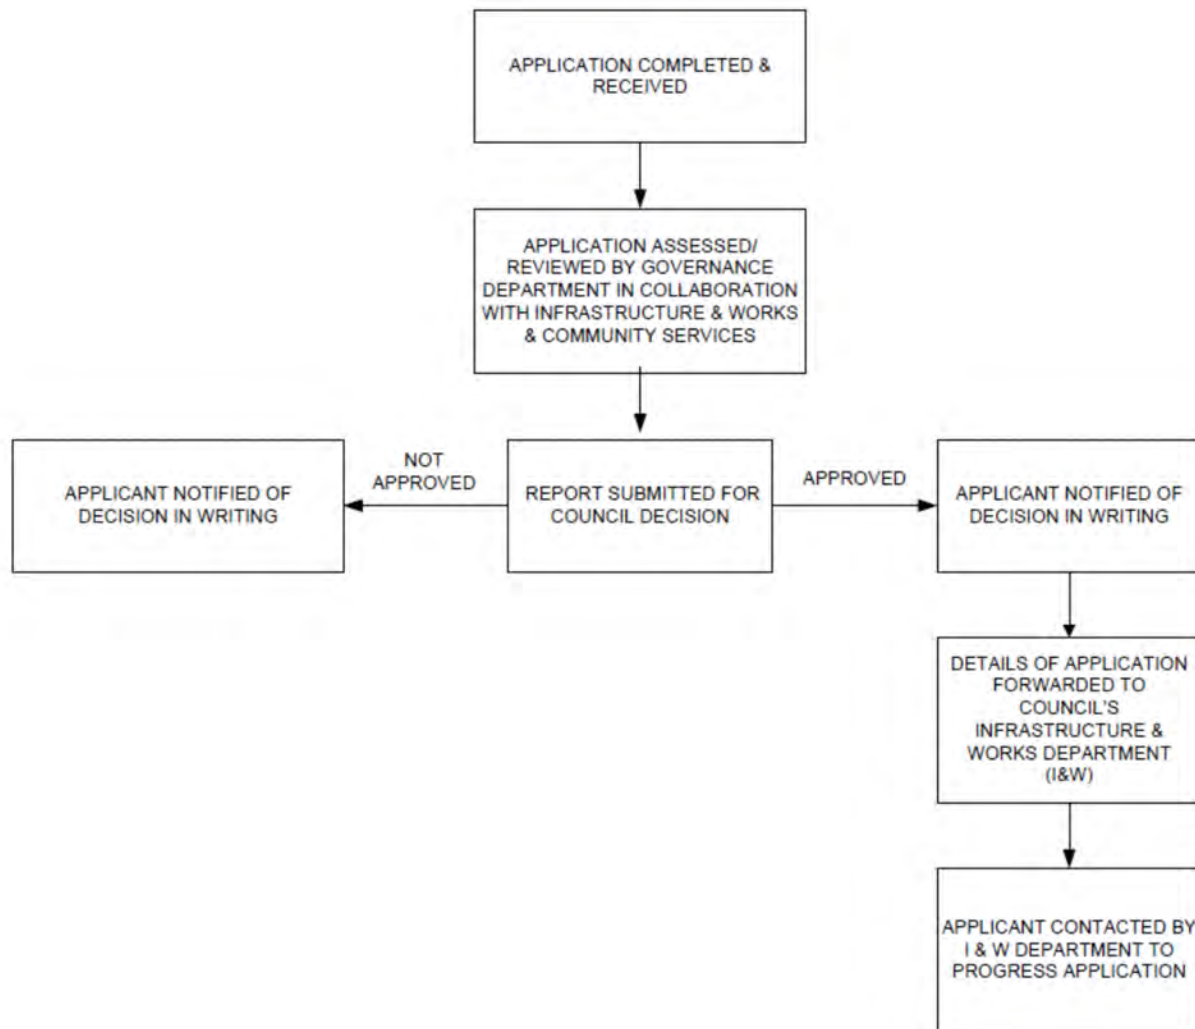 APPLICATION COMPLETED &
RECEIVED
APPLICATION ASSESSED/
REVIEWED BY GOVERNANCE
DEPARTMENT IN COLLABORATION
WITH INFRASTRUCTURE & WORKS
& COMMUNITY SERVICES
APPLICANT NOTIFIED OF
DECISION IN WRITING
NOT
APPROVED
REPORT SUBMITTED FOR
COUNCIL DECISION
APPROVED
APPLICANT NOTIFIED OF
DECISION IN WRITING
DETAILS OF APPLICATION
FORWARDED TO
COUNCIL'S
INFRASTRUCTURE &
WORKS DEPARTMENT
(I&W)
APPLICANT CONTACTED BY
I & W DEPARTMENT TO
PROGRESS APPLICATION